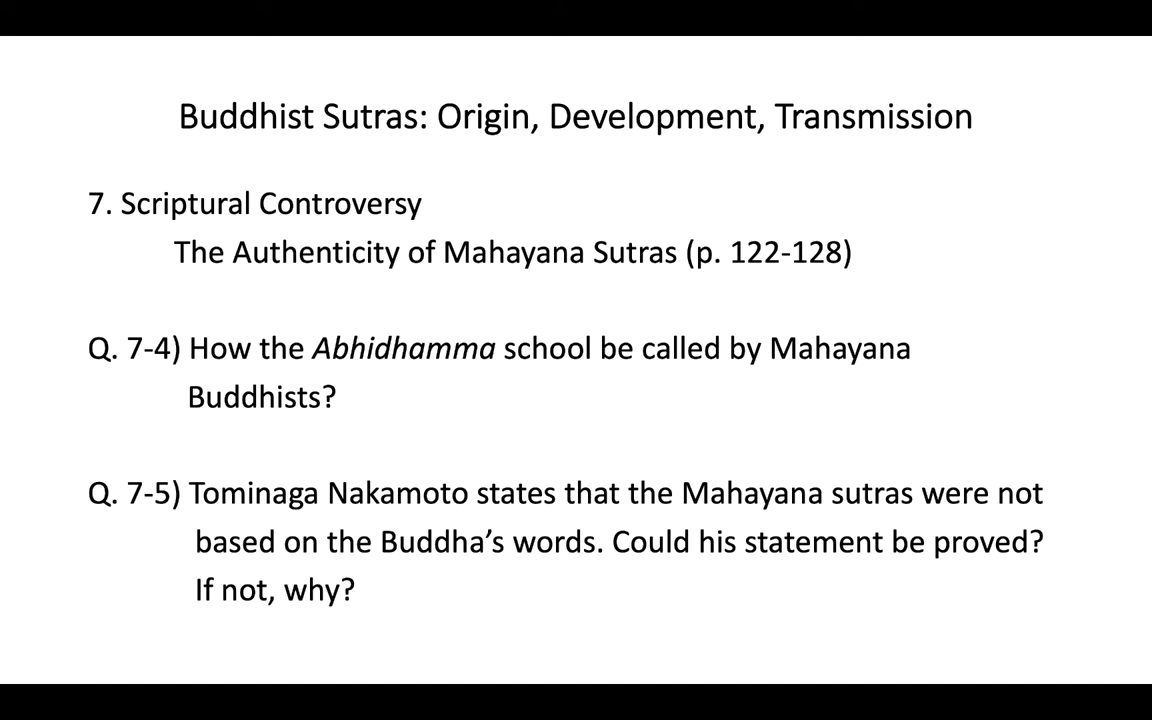 Buddhist Sutras: Origin, Development, Transmission
7. Scriptural Controversy
The Authenticity of Mahayana Sutras (p. 122-128)
Q. 7-4) How the Abhidhamma school be called by Mahayana
Buddhists?
Q. 7-5) Tominaga Nakamoto states that the Mahayana sutras were not
based on the Buddha’s words. Could his statement be proved?
If not, why?